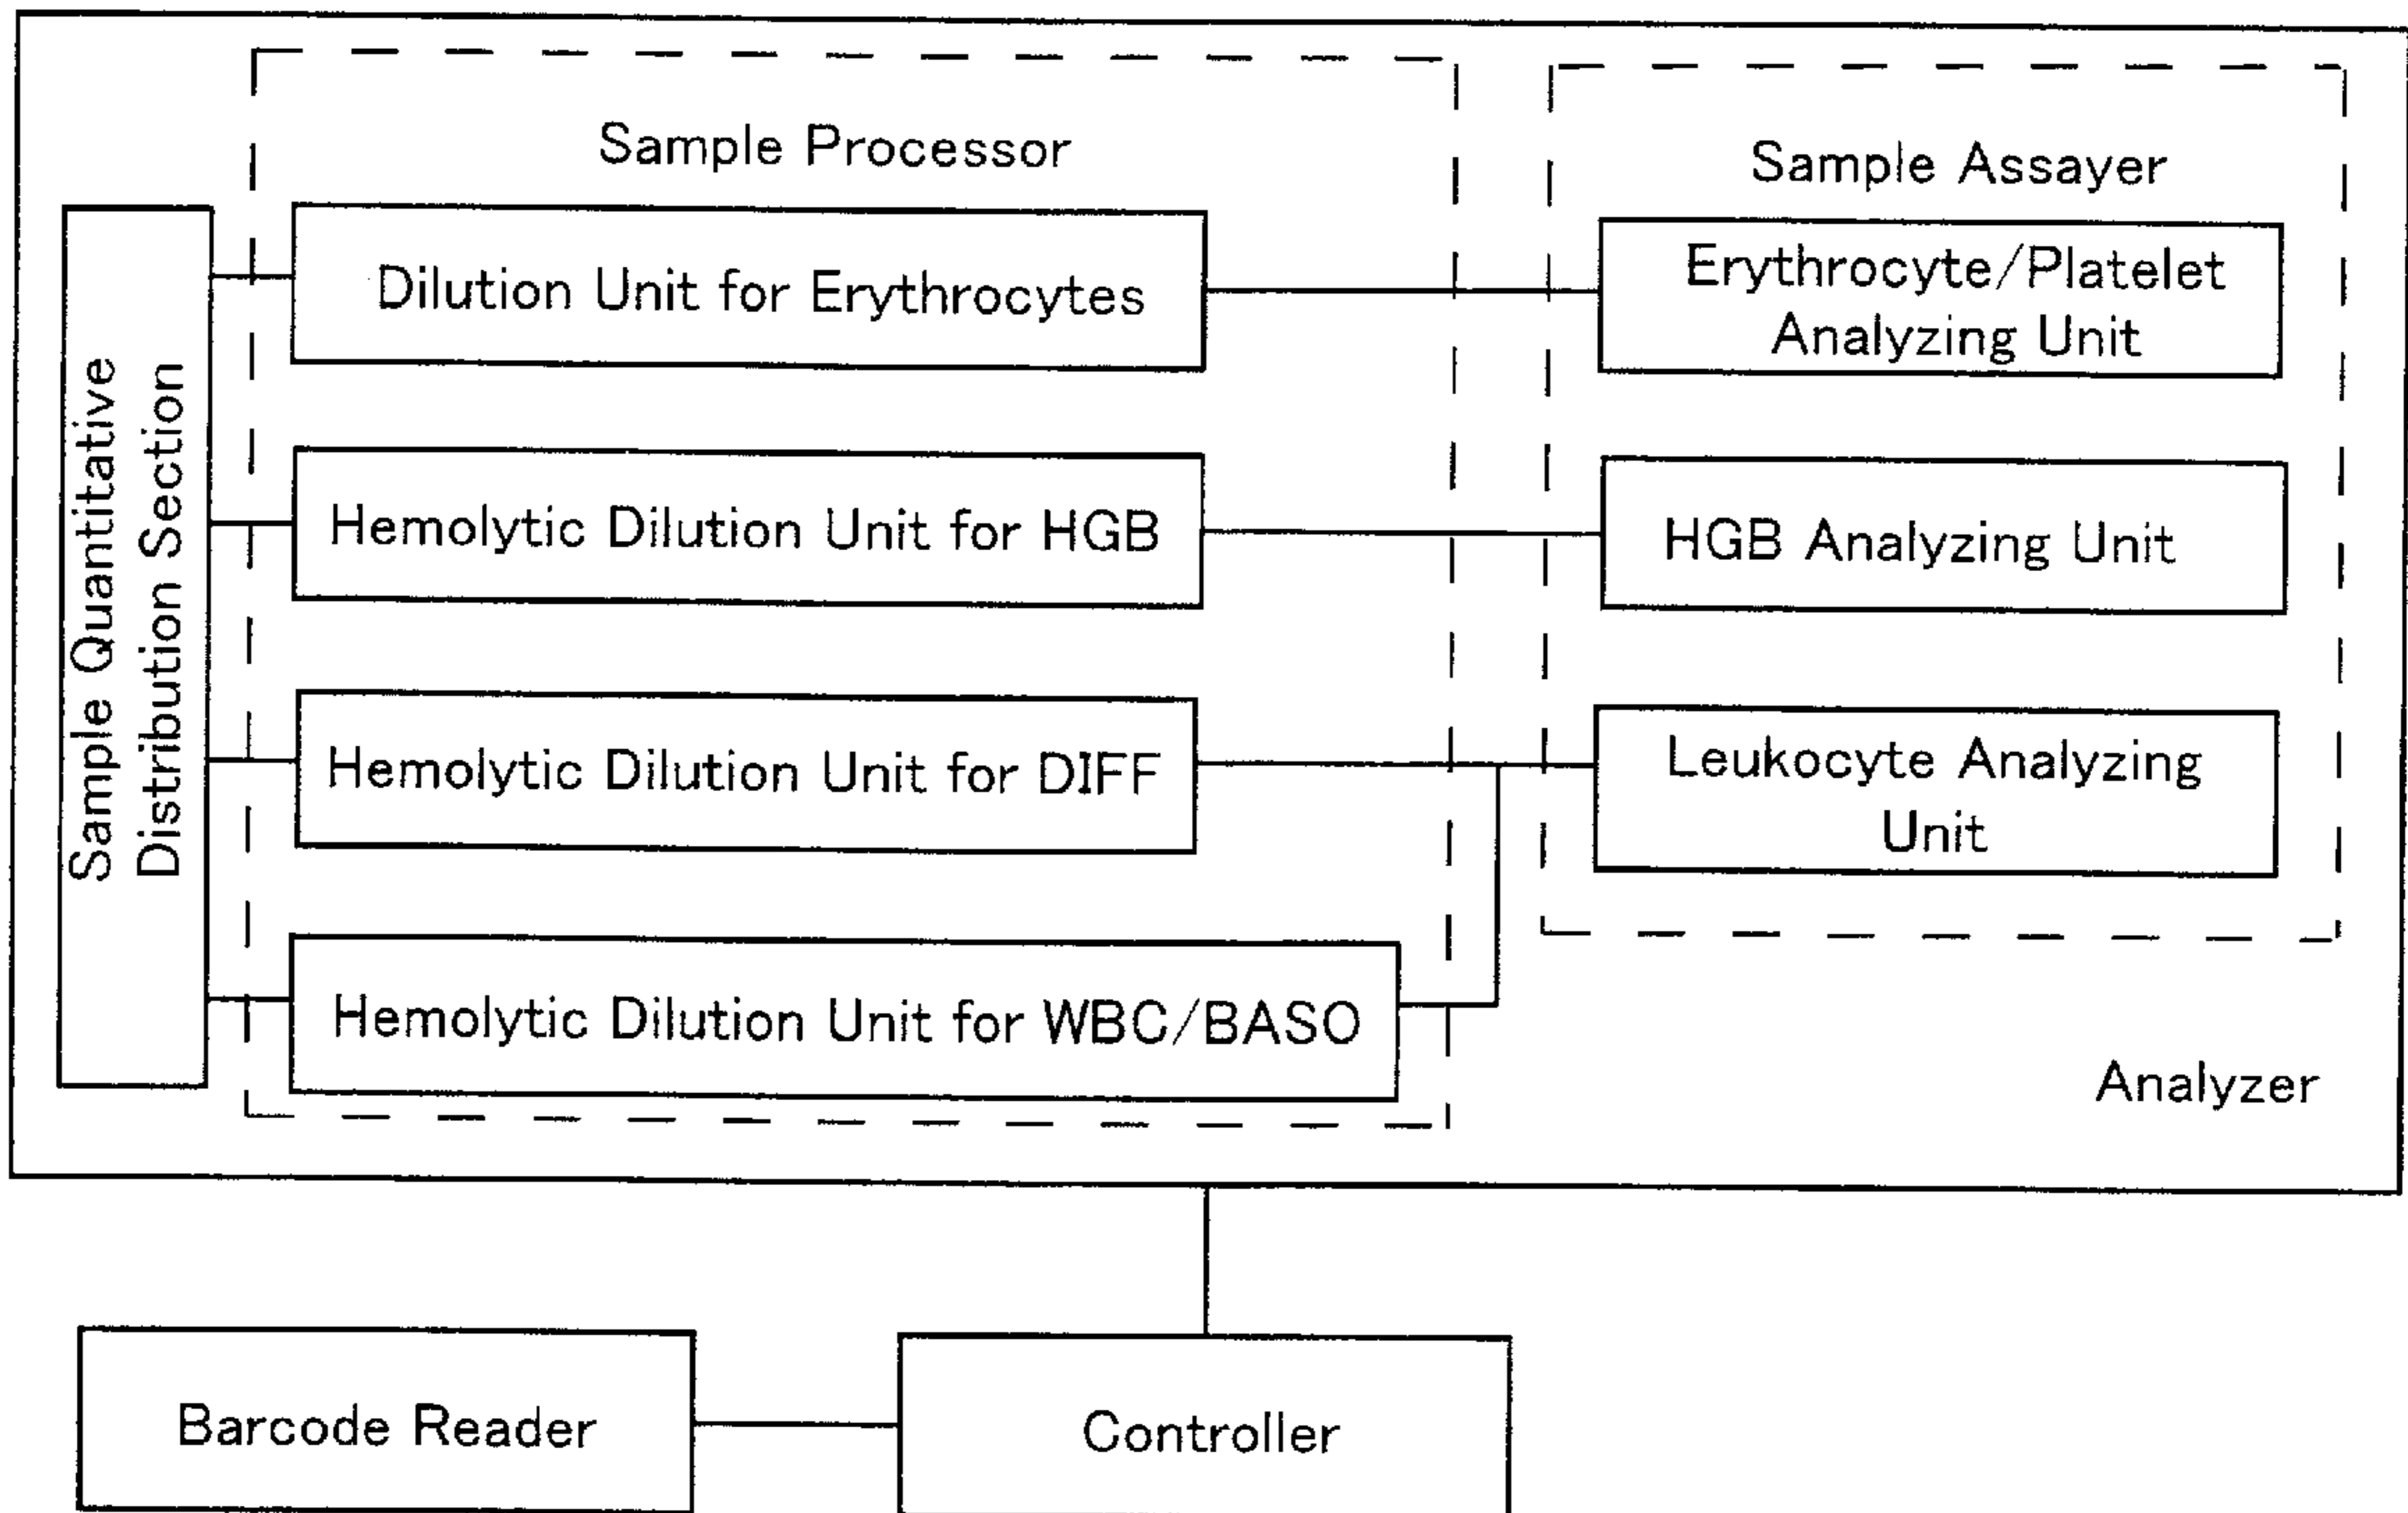 Sample Processor
Sample Assayer
Sample Quantitative
Distribution Section
Dilution Unit for Erythrocytes
Erythrocyte/Platelet
Analyzing Unit
Hemolytic Dilution Unit for HGB
HGB Analyzing Unit
Hemolytic Dilution Unit for DIFF
Leukocyte Analyzing
Unit
Hemolytic Dilution Unit for WBC/BASO
Analyzer
Barcode Reader
Controller